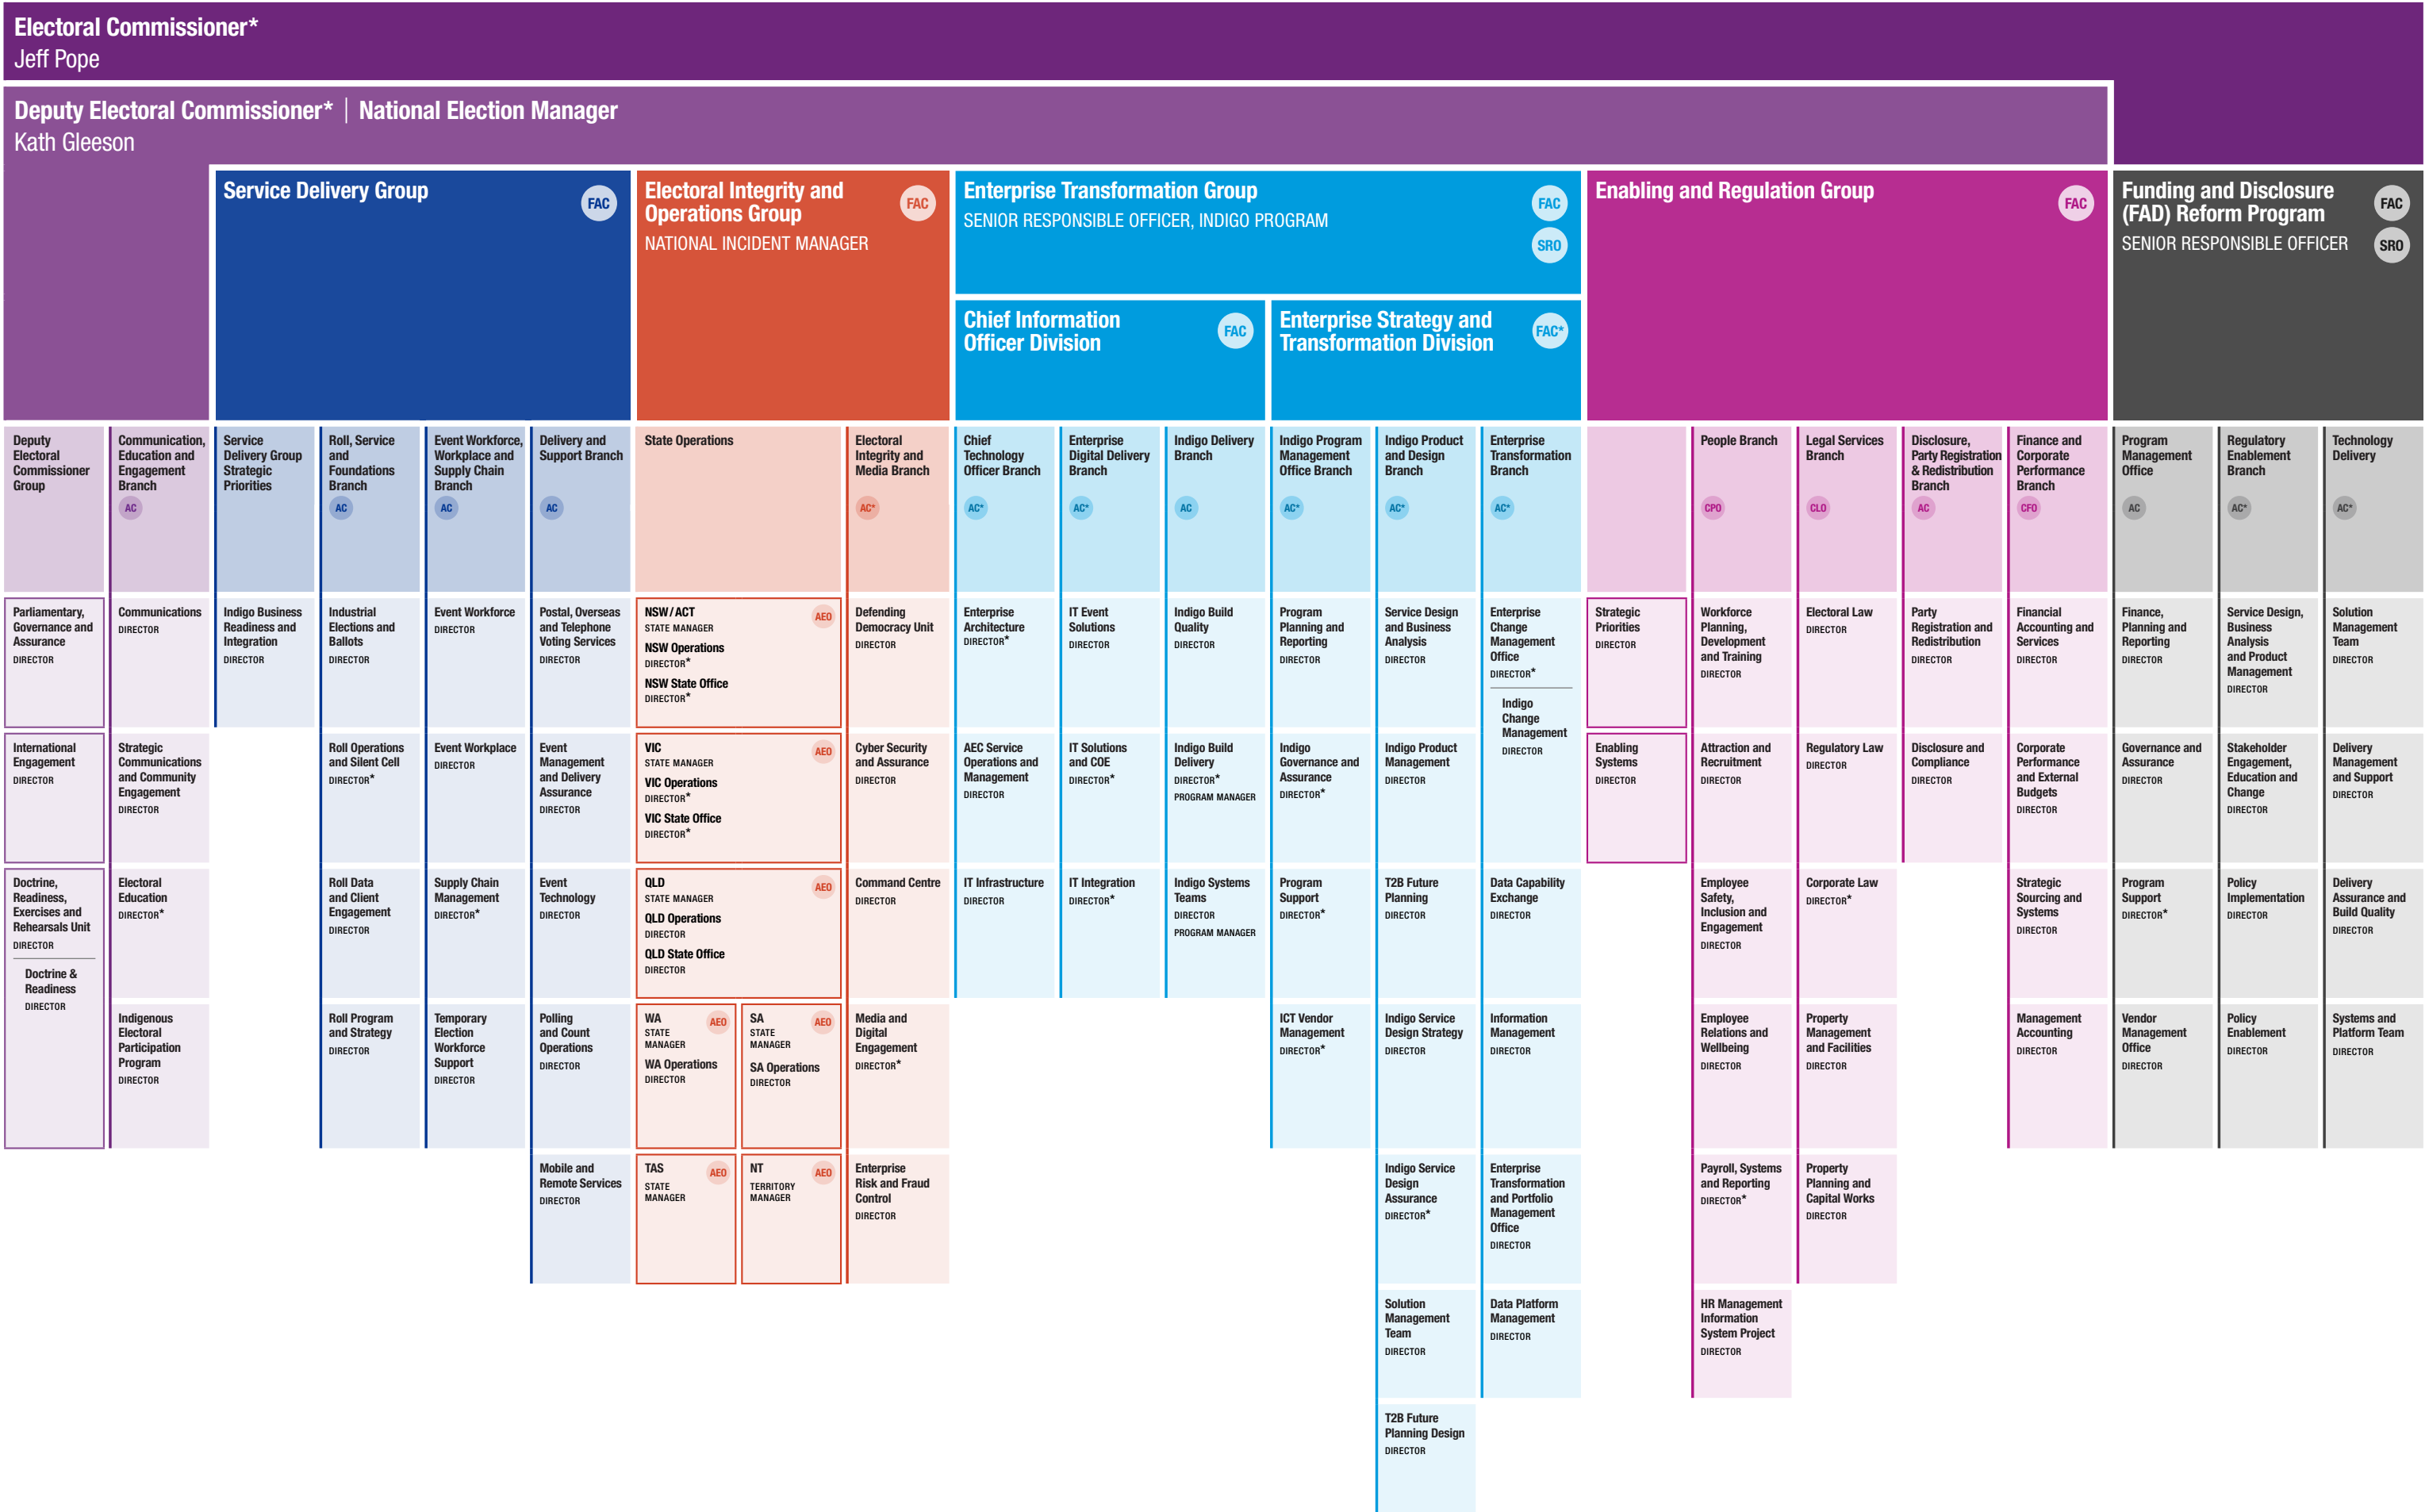 Electoral Commissioner*
Jeff Pope
Deputy Electoral Commissioner* | National Election Manager
Kath Gleeson
Service Delivery Group
FAC
Electoral Integrity and
Operations Group
NATIONAL INCIDENT MANAGER
FAC
Enterprise Transformation Group
SENIOR RESPONSIBLE OFFICER, INDIGO PROGRAM
FAC
SRO
Chief Information
Officer Division
FAC
Enterprise Strategy and
Transformation Division
FAC*
Enabling and Regulation Group
FAC
Funding and Disclosure
(FAD) Reform Program
SENIOR RESPONSIBLE OFFICER
FAC
SRO
Deputy
Electoral
Commissioner
Group
Parliamentary,
Governance and
Assurance
DIRECTOR
International
Engagement
DIRECTOR
Doctrine,
Readiness,
Exercises and
Rehearsals Unit
DIRECTOR
Doctrine &
Readiness
DIRECTOR
Communication,
Education and
Engagement
Branch
AC
Communications
DIRECTOR
Strategic
Communications
and Community
Engagement
DIRECTOR
Electoral
Education
DIRECTOR*
Indigenous
Electoral
Participation
Program
DIRECTOR
Service
Delivery Group
Strategic
Priorities
Indigo Business
Readiness and
Integration
DIRECTOR
Roll, Service
and
Foundations
Branch
AC
Industrial
Elections and
Ballots
DIRECTOR
Roll Operations
and Silent Cell
DIRECTOR*
Roll Data
and Client
Engagement
DIRECTOR
Roll Program
and Strategy
DIRECTOR
Event Workforce,
Workplace and
Supply Chain
Branch
AC
Event Workforce
DIRECTOR
Event Workplace
DIRECTOR
Supply Chain
Management
DIRECTOR*
Temporary
Election
Workforce
Support
DIRECTOR
Delivery and
Support Branch
AC
Postal, Overseas
and Telephone
Voting Services
DIRECTOR
Event
Management
and Delivery
Assurance
DIRECTOR
Event
Technology
DIRECTOR
Polling
and Count
Operations
DIRECTOR
Mobile and
Remote Services
DIRECTOR
State Operations
NSW/ACT
AEO
STATE MANAGER
NSW Operations
DIRECTOR*
NSW State Office
DIRECTOR*
VIC
AEO
STATE MANAGER
VIC Operations
DIRECTOR*
VIC State Office
DIRECTOR*
QLD
AEO
STATE MANAGER
QLD Operations
DIRECTOR
QLD State Office
DIRECTOR
WA
AEO
STATE
MANAGER
WA Operations
DIRECTOR
SA
AEO
STATE
MANAGER
SA Operations
DIRECTOR
TAS
AEO
STATE
MANAGER
NT
AEO
TERRITORY
MANAGER
Electoral
Integrity and
Media Branch
AC*
Defending
Democracy Unit
DIRECTOR
Cyber Security
and Assurance
DIRECTOR
Command Centre
DIRECTOR
Media and
Digital
Engagement
DIRECTOR*
Enterprise
Risk and Fraud
Control
DIRECTOR
Chief
Technology
Officer Branch
AC*
Enterprise
Architecture
DIRECTOR*
AEC Service
Operations and
Management
DIRECTOR
IT Infrastructure
DIRECTOR
Enterprise
Digital Delivery
Branch
AC*
IT Event
Solutions
DIRECTOR
IT Solutions
and COE
DIRECTOR*
IT Integration
DIRECTOR*
Indigo Delivery
Branch
AC
Indigo Build
Quality
DIRECTOR
Indigo Build
Delivery
DIRECTOR*
PROGRAM MANAGER
Indigo Systems
Teams
DIRECTOR
PROGRAM MANAGER
Indigo Program
Management
Office Branch
AC*
Program
Planning and
Reporting
DIRECTOR
Indigo
Governance and
Assurance
DIRECTOR*
Program
Support
DIRECTOR*
ICT Vendor
Management
DIRECTOR*
Indigo Product
and Design
Branch
AC*
Service Design
and Business
Analysis
DIRECTOR
Indigo Product
Management
DIRECTOR
T2B Future
Planning
DIRECTOR
Indigo Service
Design Strategy
DIRECTOR
Indigo Service
Design
Assurance
DIRECTOR*
Solution
Management
Team
DIRECTOR
T2B Future
Planning Design
DIRECTOR
Enterprise
Transformation
Branch
AC*
Enterprise
Change
Management
Office
DIRECTOR*
Indigo
Change
Management
DIRECTOR
Data Capability
Exchange
DIRECTOR
Information
Management
DIRECTOR
Enterprise
Transformation
and Portfolio
Management
Office
DIRECTOR
Data Platform
Management
DIRECTOR
Strategic
Priorities
DIRECTOR
Enabling
Systems
DIRECTOR
People Branch
CPO
Workforce
Planning,
Development
and Training
DIRECTOR
Attraction and
Recruitment
DIRECTOR
Employee
Safety,
Inclusion and
Engagement
DIRECTOR
Employee
Relations and
Wellbeing
DIRECTOR
Payroll, Systems
and Reporting
DIRECTOR*
HR Management
Information
System Project
DIRECTOR
Legal Services
Branch
CLO
Electoral Law
DIRECTOR
Regulatory Law
DIRECTOR
Corporate Law
DIRECTOR*
Property
Management
and Facilities
DIRECTOR
Property
Planning and
Capital Works
DIRECTOR
Disclosure,
Party Registration
& Redistribution
Branch
AC
Party
Registration and
Redistribution
DIRECTOR
Disclosure and
Compliance
DIRECTOR
Finance and
Corporate
Performance
Branch
CFO
Financial
Accounting and
Services
DIRECTOR
Corporate
Performance
and External
Budgets
DIRECTOR
Strategic
Sourcing and
Systems
DIRECTOR
Management
Accounting
DIRECTOR
Program
Management
Office
AC
Finance,
Planning and
Reporting
DIRECTOR
Governance and
Assurance
DIRECTOR
Program
Support
DIRECTOR*
Vendor
Management
Office
DIRECTOR
Regulatory
Enablement
Branch
AC*
Service Design,
Business
Analysis
and Product
Management
DIRECTOR
Stakeholder
Engagement,
Education and
Change
DIRECTOR
Policy
Implementation
DIRECTOR
Policy
Enablement
DIRECTOR
Technology
Delivery
AC*
Solution
Management
Team
DIRECTOR
Delivery
Management
and Support
DIRECTOR
Delivery
Assurance and
Build Quality
DIRECTOR
Systems and
Platform Team
DIRECTOR